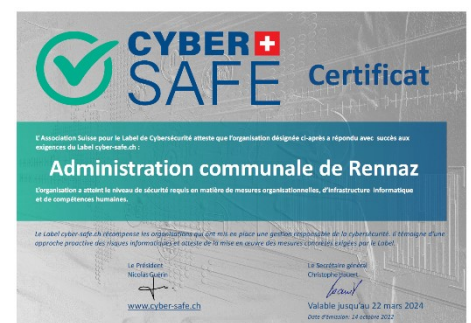 CYBER
SAFE
Certificat
L'Association Suisse pour le Label de Cybersécurité atteste que l'organisation désignée ci-après a répondu avec succès aux
exigences du Label cyber-safe.ch :
Administration communale de Rennaz
L'organisation a atteint le niveau de sécurité requis en matière de mesures organisationnelles, d'infrastructure informatique
et de compétences humaines.
Le Label cyber-safe.ch récompense les organisations qui ont mis en place une gestion responsable de la cybersécurité. Il témoigne d'une
approche proactive des risques informatiques et atteste de la mise en œuvre des mesures concrètes exigées par le Label.
Le Président
Nicolas
Le Secrétaire général
Christophe
www.cyber-safe.ch
Valable jusqu'au 22 mars 2024
Date d'émission: 14 octobre 2022